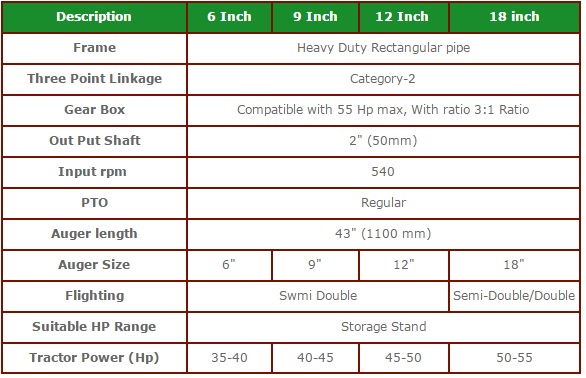 Description 6 Inch 9 Inch 12 Inch 18 inch
Frame Heavy Duty Rectangular pipe
Three Point Linkage Category-2
Gear Box Compatible with 55 Hp max, With ratio 3:1 Ratio
Out Put Shaft 2" (50mm)
Input rpm 540
PTO Regular
Auger length 43" (1100 mm)
Auger Size 6" 9" 12" 18"
Flighting Swmi Double Semi-Double/Double
Suitable HP Range Storage Stand
Tractor Power (Hp) 35-40 40-45 45-50 50-55